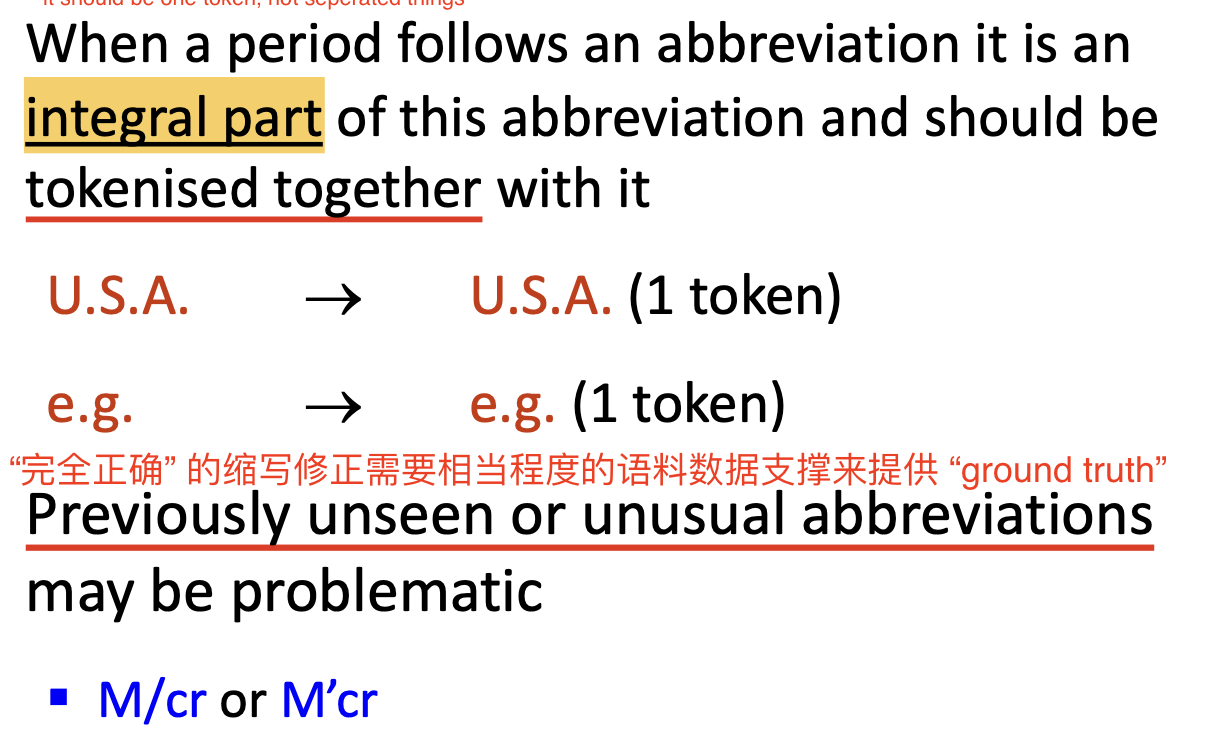 it should be one token, not seperated things
When a period follows an abbreviation it is an
integral part of this abbreviation and should be
tokenised together with it
U.S.A. → U.S.A. (1 token)
e.g. → e.g. (1 token)
“完全正确” 的缩写修正需要相当程度的语料数据支撑来提供 “ground truth”
Previously unseen or unusual abbreviations
may be problematic
▪ M/cr or M’cr